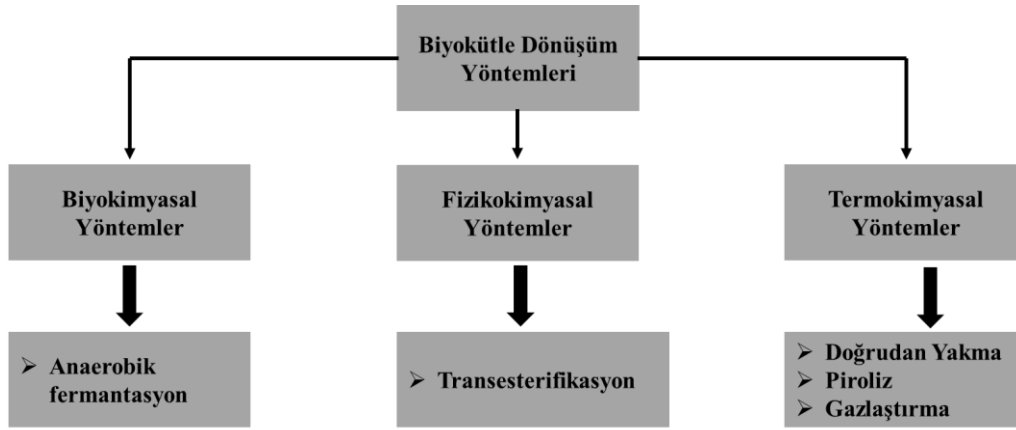 Biyokütle Dönüşüm
Yöntemleri
Biyokimyasal
Yöntemler
Fizikokimyasal
Yöntemler
Termokimyasal
Yöntemler
➢ Anaerobik
fermantasyon
➢ Transesterifikasyon
➢ Doğrudan Yakma
➢ Piroliz
➢ Gazlaştırma